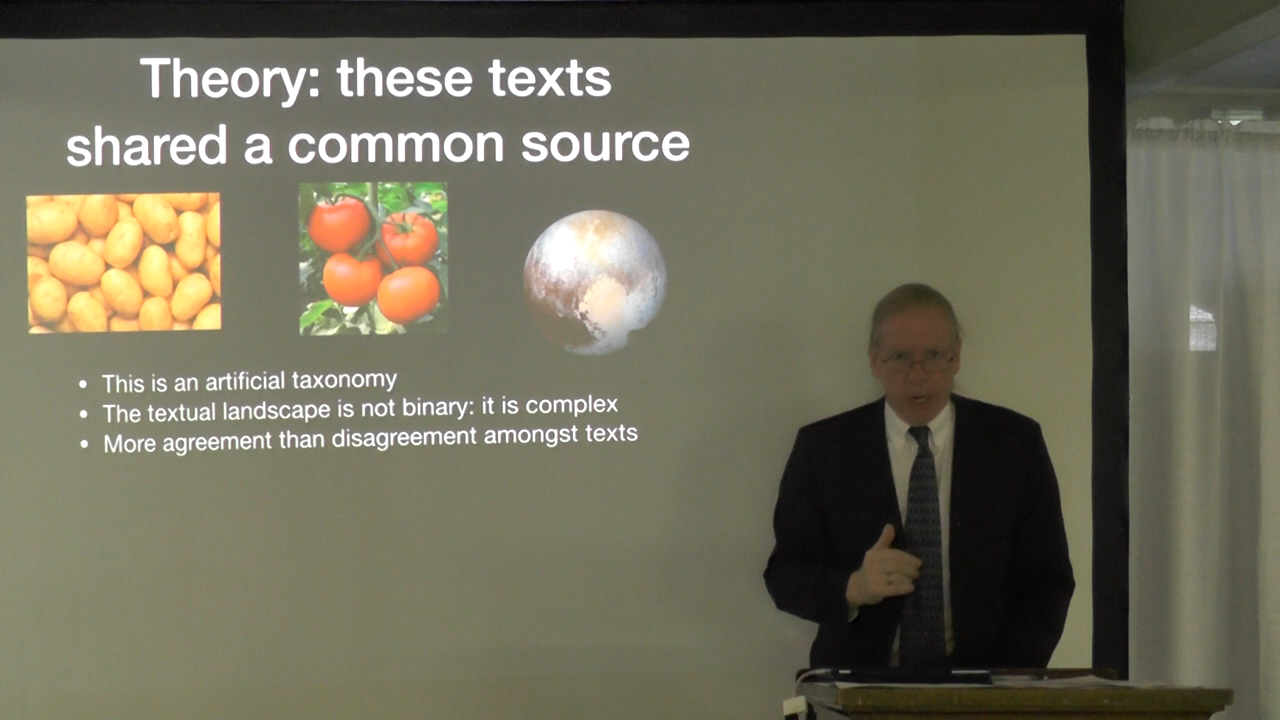 Theory: these texts
shared a common source
• This is an artificial taxonomy
• The textual landscape is not binary: it is complex
• More agreement than disagreement amongst texts